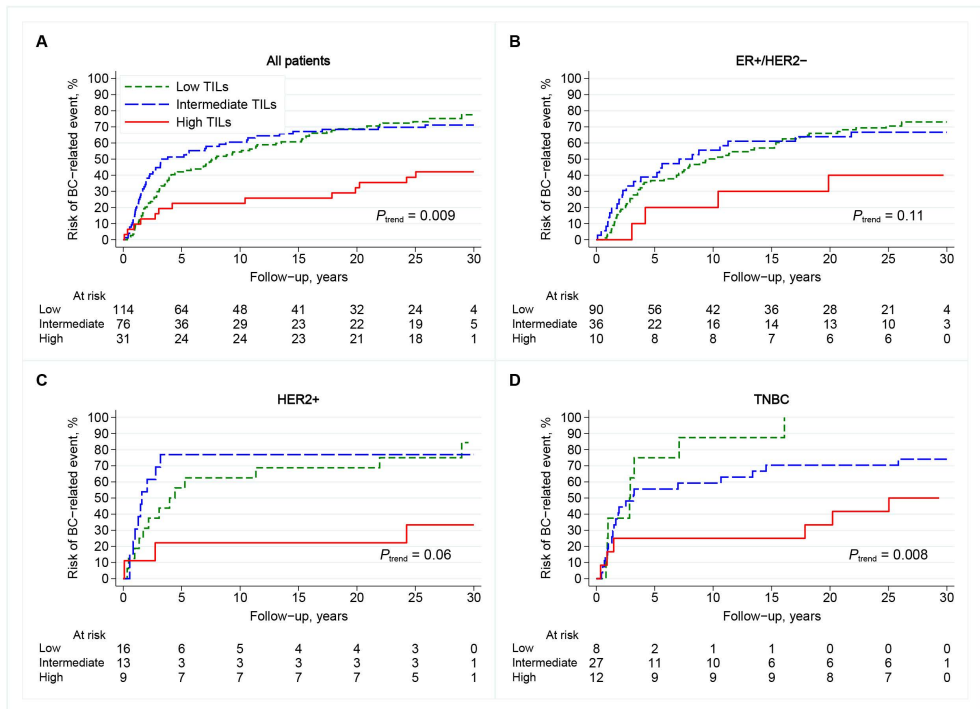 A
All patients
Risk of BC−related event, %
100
90
80
70
60
50
40
30
20
10
0
Low TILs
Intermediate TILs
High TILs
Ptrend = 0.009
0 5 10 15 20 25 30
Follow−up, years
At risk
Low 114 64 48 41 32 24 4
Intermediate 76 36 29 23 22 19 5
High 31 24 24 23 21 18 1
B
ER+/HER2−
Risk of BC−related event, %
100
90
80
70
60
50
40
30
20
10
0
Ptrend = 0.11
0 5 10 15 20 25 30
Follow−up, years
At risk
Low 90 56 42 36 28 21 4
Intermediate 36 22 16 14 13 10 3
High 10 8 8 7 6 6 0
C
HER2+
Risk of BC−related event, %
100
90
80
70
60
50
40
30
20
10
0
Ptrend = 0.06
0 5 10 15 20 25 30
Follow−up, years
At risk
Low 16 6 5 4 4 3 0
Intermediate 13 3 3 3 3 3 1
High 9 7 7 7 7 5 1
D
TNBC
Risk of BC−related event, %
100
90
80
70
60
50
40
30
20
10
0
Ptrend = 0.008
0 5 10 15 20 25 30
Follow−up, years
At risk
Low 8 2 1 1 0 0 0
Intermediate 27 11 10 6 6 6 1
High 12 9 9 9 8 7 0